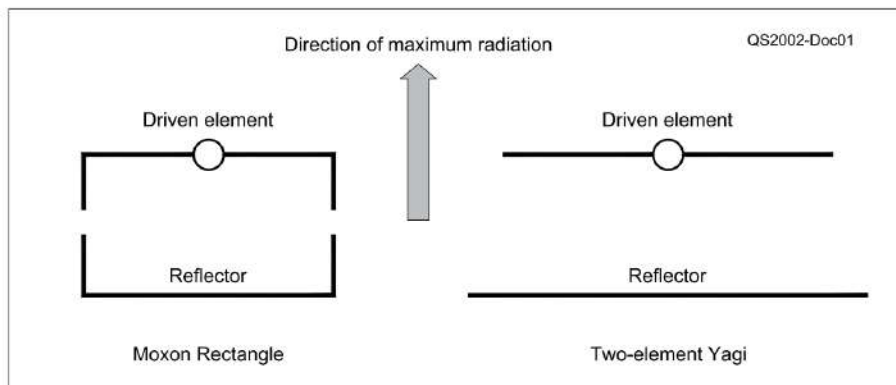 Direction of maximum radiation
QS2002-Doc01
Driven element
Driven element
Reflector
Reflector
Moxon Rectangle
Two-element Yagi